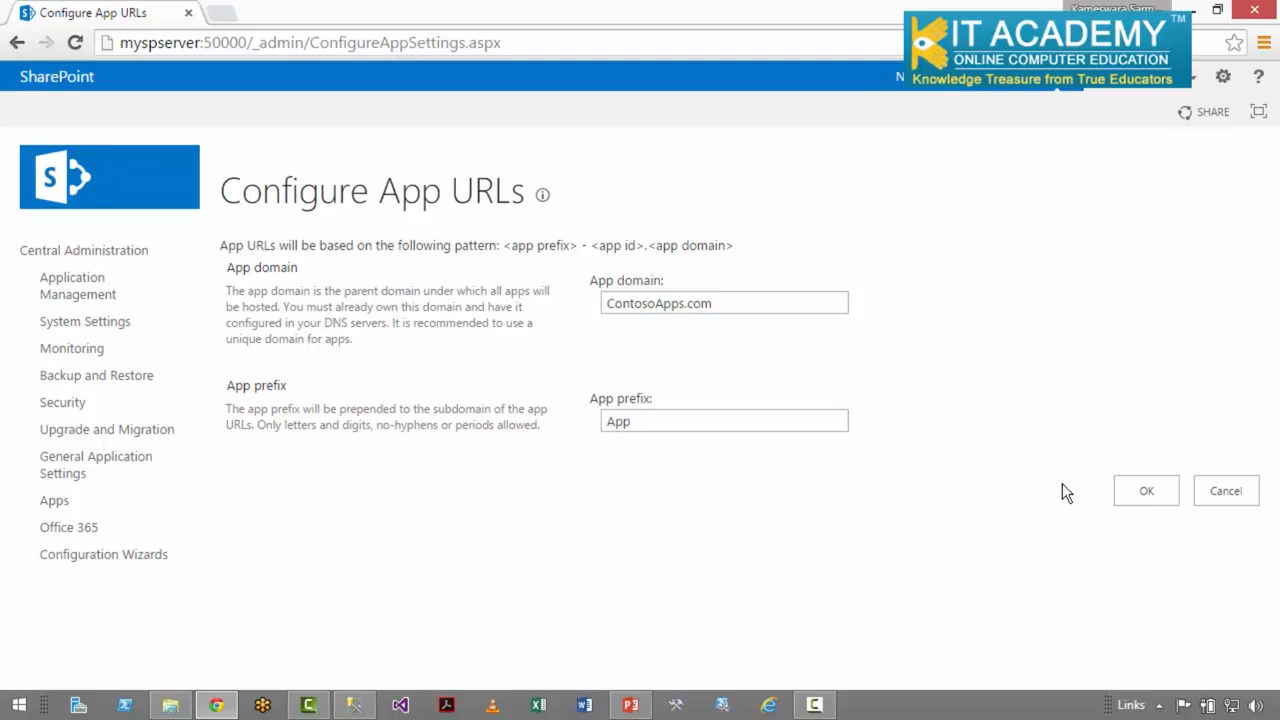 Configure App URLs
Kameswara Sarm...
myspserver:50000/_admin/ConfigureAppSettings.aspx
KIT ACADEMY TM
ONLINE COMPUTER EDUCATION
Knowledge Treasure from True Educators
SharePoint
SHARE
S
Configure App URLs
Central Administration
Application
Management
System Settings
Monitoring
Backup and Restore
Security
Upgrade and Migration
General Application
Settings
Apps
Office 365
Configuration Wizards
App URLs will be based on the following pattern: <app prefix> - <app id>.<app domain>
App domain
The app domain is the parent domain under which all apps will
be hosted. You must already own this domain and have it
configured in your DNS servers. It is recommended to use a
unique domain for apps.
App domain:
ContosoApps.com
App prefix
The app prefix will be prepended to the subdomain of the app
URLs. Only letters and digits, no-hyphens or periods allowed.
App prefix:
App
OK
Cancel
Links